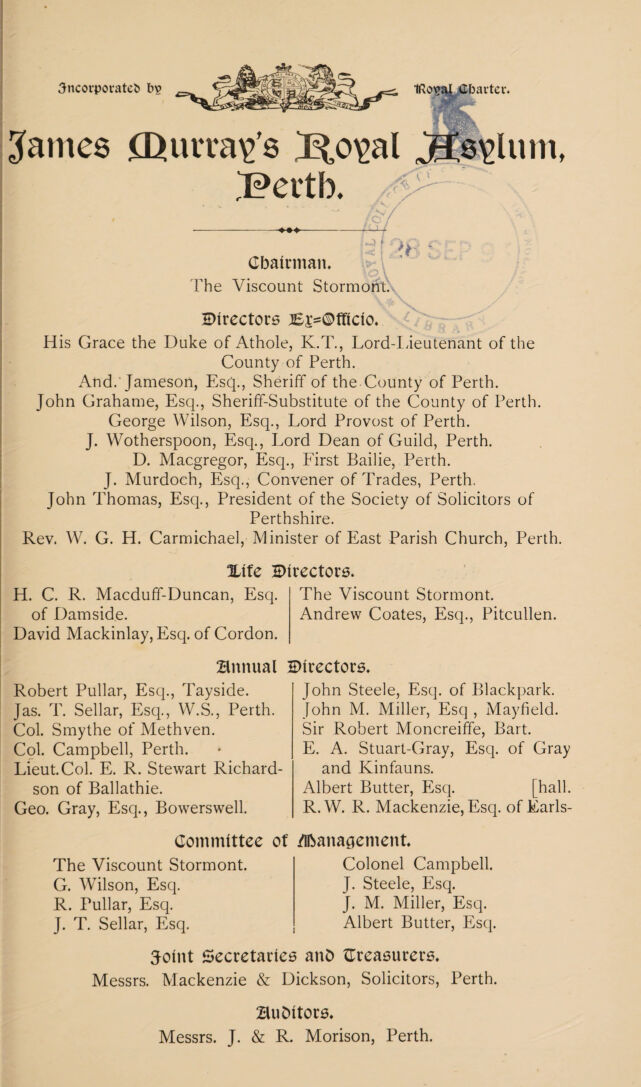 Incorporated by Royal Charter.
James Murray's Royal Asylum,
Perth.
ROYAL COLLEGE OF
28 SEP 9
LIBRARY
Chairman.
The Viscount Stormont.
Directors Ex=Officio.
His Grace the Duke of Athole, K.T., Lord-Lieutenant of the
County of Perth.
And. Jameson, Esq., Sheriff of the County of Perth.
John Grahame, Esq., Sheriff-Substitute of the County of Perth.
George Wilson, Esq., Lord Provost of Perth.
J. Wotherspoon, Esq., Lord Dean of Guild, Perth.
D. Macgregor, Esq., First Bailie, Perth.
J. Murdoch, Esq., Convener of Trades, Perth.
John Thomas, Esq., President of the Society of Solicitors of
Perthshire.
Rev. W. G. H. Carmichael, Minister of East Parish Church, Perth.
Life Directors.
H. C. R. Macduff-Duncan, Esq.
of Damside.
David Mackinlay, Esq. of Cordon.
The Viscount Stormont.
Andrew Coates, Esq., Pitcullen.
Annual Directors.
Robert Pullar, Esq., Tayside.
Jas. T. Sellar, Esq., W.S., Perth.
Col. Smythe of Methven.
Col. Campbell, Perth.
Lieut.Col. E. R. Stewart Richard-
son of Ballathie.
Geo. Gray, Esq., Bowerswell.
John Steele, Esq. of Blackpark.
John M. Miller, Esq , Mayfield.
Sir Robert Moncreiffe, Bart.
E. A. Stuart-Gray, Esq. of Gray
and Kinfauns.
Albert Butter, Esq. [hall.
R. W. R. Mackenzie, Esq. of Earls-
Committee of Management.
The Viscount Stormont.
G. Wilson, Esq.
R. Pullar, Esq.
J. T. Sellar, Esq.
Colonel Campbell.
J. Steele, Esq.
J. M. Miller, Esq.
Albert Butter, Esq.
Joint Secretaries and Treasurers.
Messrs. Mackenzie & Dickson, Solicitors, Perth.
Auditors.
Messrs. J. & R. Morison, Perth.